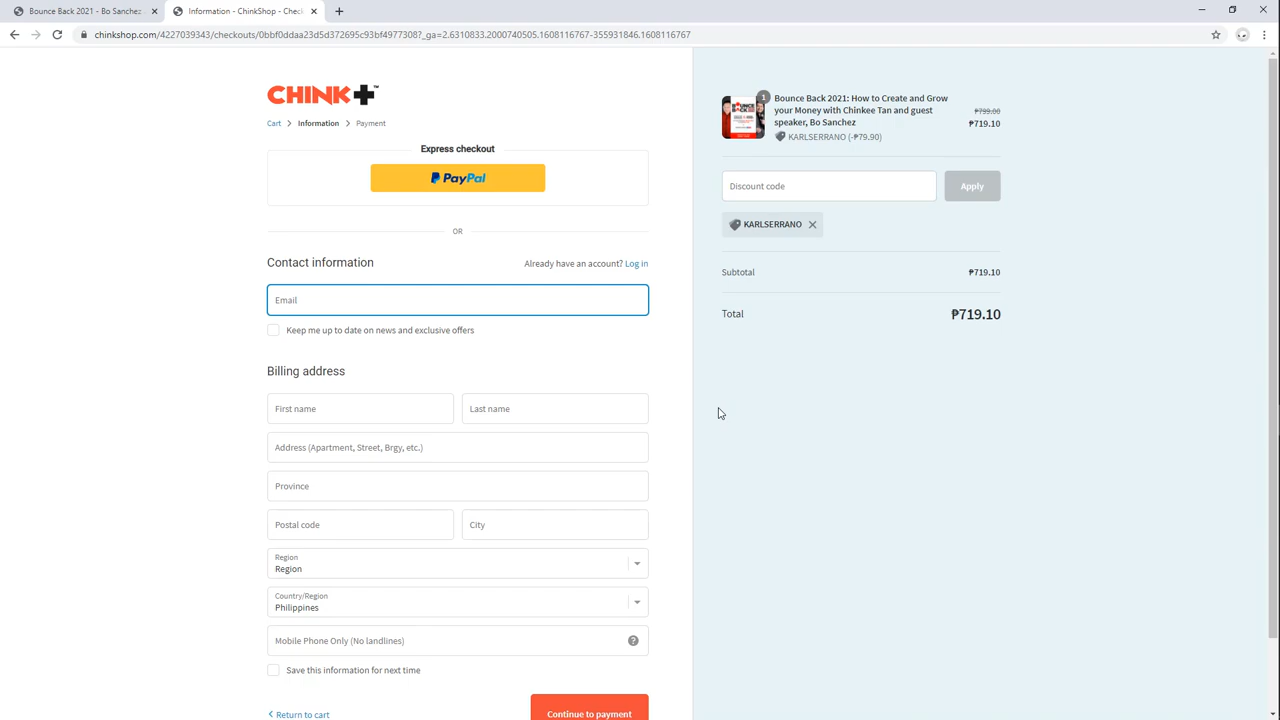 Bounce Back 2021 - Bo Sanchez
Information - ChinkShop - Chec
chinkshop.com/4227039343/checkouts/0bbf0ddaa23d5d372695c93bf4977308?_ga=2.6310833.2000740505.1608116767-355931846.1608116767
CHINK+™
Cart > Information > Payment
Express checkout
PayPal
OR
Contact information
Already have an account? Log in
Email
Keep me up to date on news and exclusive offers
Billing address
First name
Last name
Address (Apartment, Street, Brgy, etc.)
Province
Postal code
City
Region
Region
Country/Region
Philippines
Mobile Phone Only (No landlines)
?
Save this information for next time
< Return to cart
Continue to payment
1
Bounce Back 2021: How to Create and Grow
your Money with Chinkee Tan and guest
speaker, Bo Sanchez
KARLSERRANO (-₱79.90)
₱799.00
₱719.10
Discount code
Apply
KARLSERRANO
Subtotal
₱719.10
Total
₱719.10